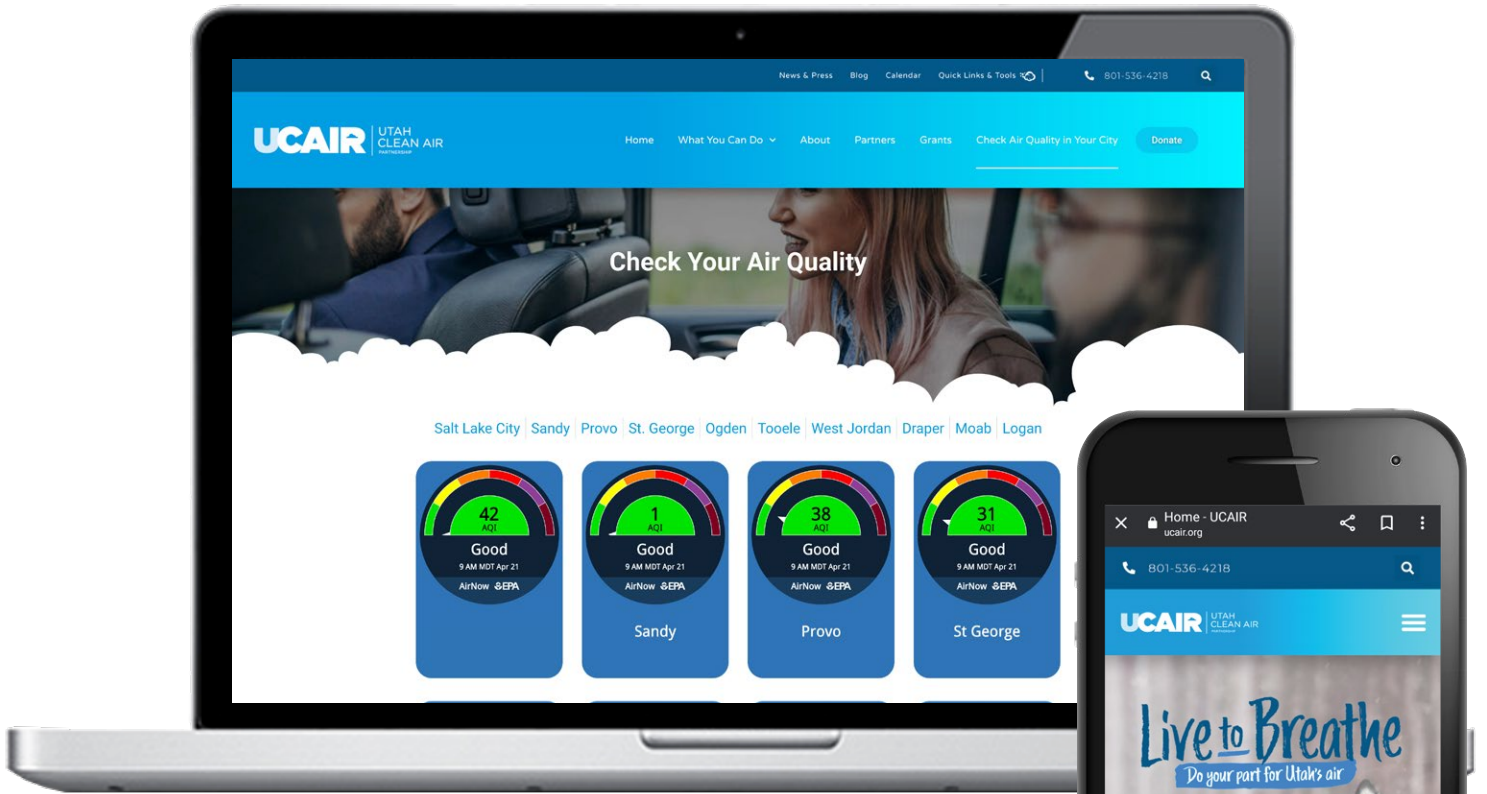 News & Press Blog Calendar Quick Links & Tools 801-536-4218
UCAIR UTAH CLEAN AIR PARTNERSHIP
Home What You Can Do About Partners Grants Check Air Quality in Your City Donate
Check Your Air Quality
Salt Lake City Sandy Provo St. George Ogden Tooele West Jordan Draper Moab Logan
42
AQI
Good
9 AM MDT Apr 21
AirNow EPA
1
AQI
Good
9 AM MDT Apr 21
AirNow EPA
Sandy
38
AQI
Good
9 AM MDT Apr 21
AirNow EPA
Provo
31
AQI
Good
9 AM MDT Apr 21
AirNow EPA
St George
Home - UCAIR
ucair.org
801-536-4218
UCAIR UTAH CLEAN AIR PARTNERSHIP
Live to Breathe
Do your part for Utah's air